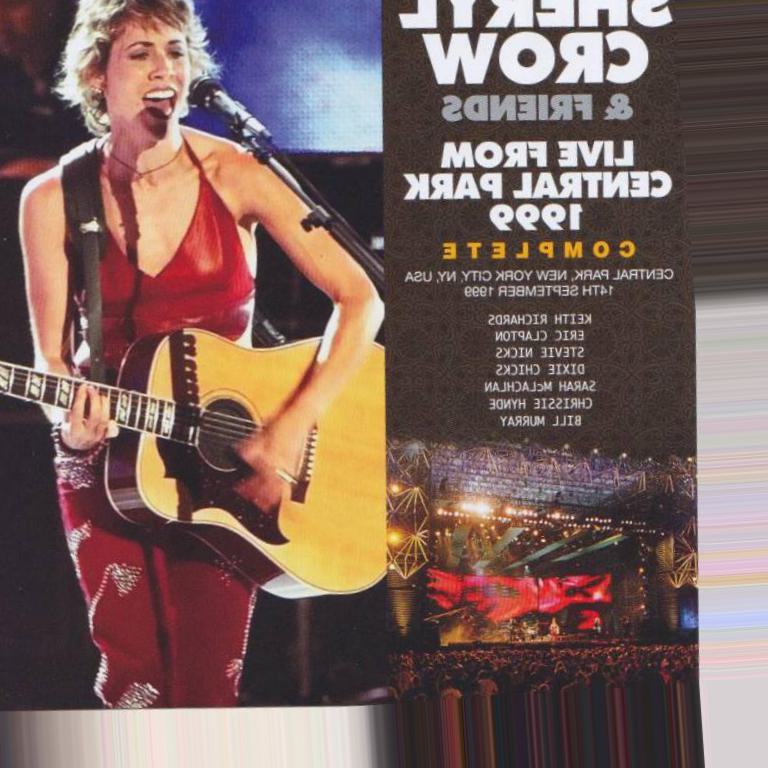 SHERYL
CROW
& FRIENDS
LIVE FROM
CENTRAL PARK
1999
COMPLETE
CENTRAL PARK, NEW YORK CITY, NY, USA
14TH SEPTEMBER 1999
KEITH RICHARDS
ERIC CLAPTON
STEVIE NICKS
DIXIE CHICKS
SARAH McLACHLAN
CHRISSIE HYNDE
BILL MURRAY